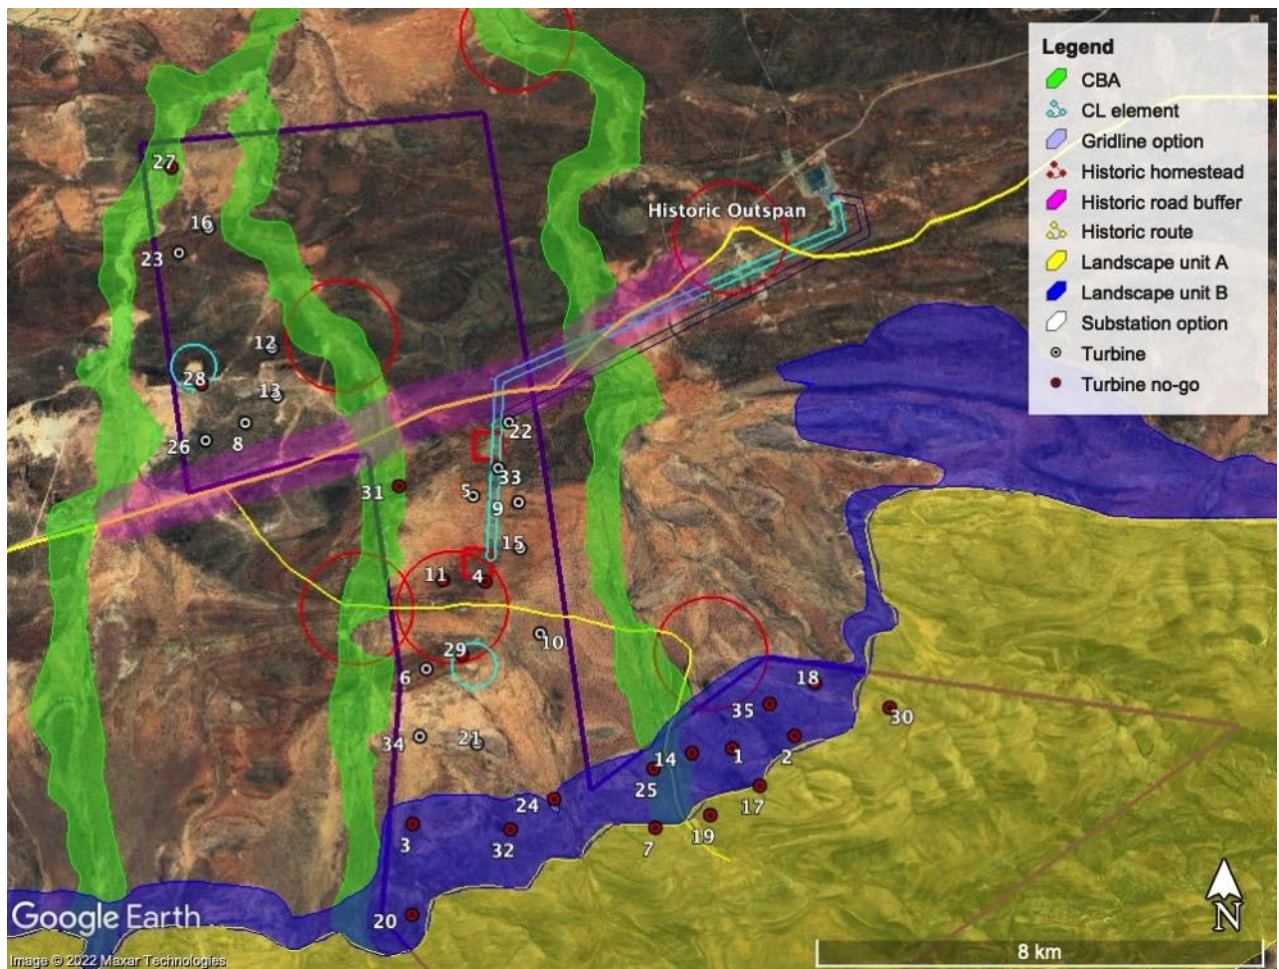 Legend
CBA
CL element
Gridline option
Historic homestead
Historic road buffer
Historic route
Landscape unit A
Landscape unit B
Substation option
Turbine
Turbine no-go
27
Historic Outspan
16
23
12
28
13
26
8
22
33
31
5
9
15
11
4
10
29
6
18
35
30
34
21
14
1
2
25
24
17
3
32
7
19
20
Google Earth
N
8 km
Image © 2022 Maxar Technologies